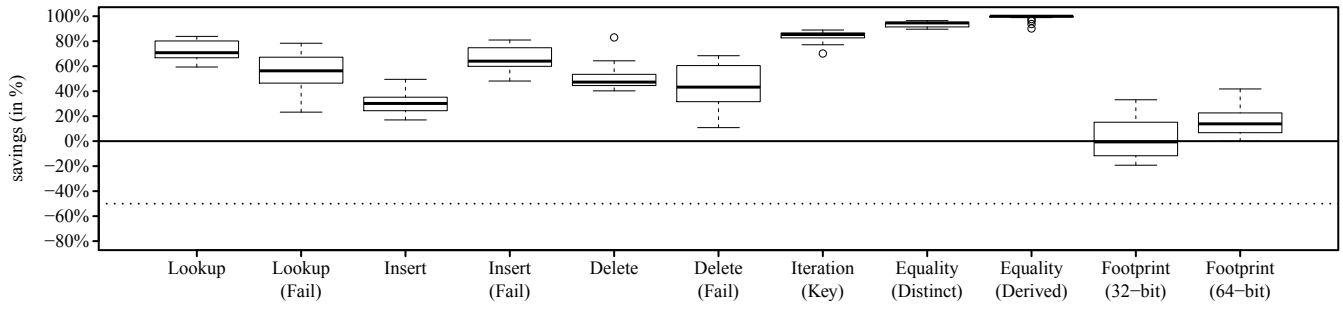 savings (in %)
100%
80%
60%
40%
20%
0%
−20%
−40%
−60%
−80%
Lookup
Lookup
(Fail)
Insert
Insert
(Fail)
Delete
Delete
(Fail)
Iteration
(Key)
Equality
(Distinct)
Equality
(Derived)
Footprint
(32−bit)
Footprint
(64−bit)